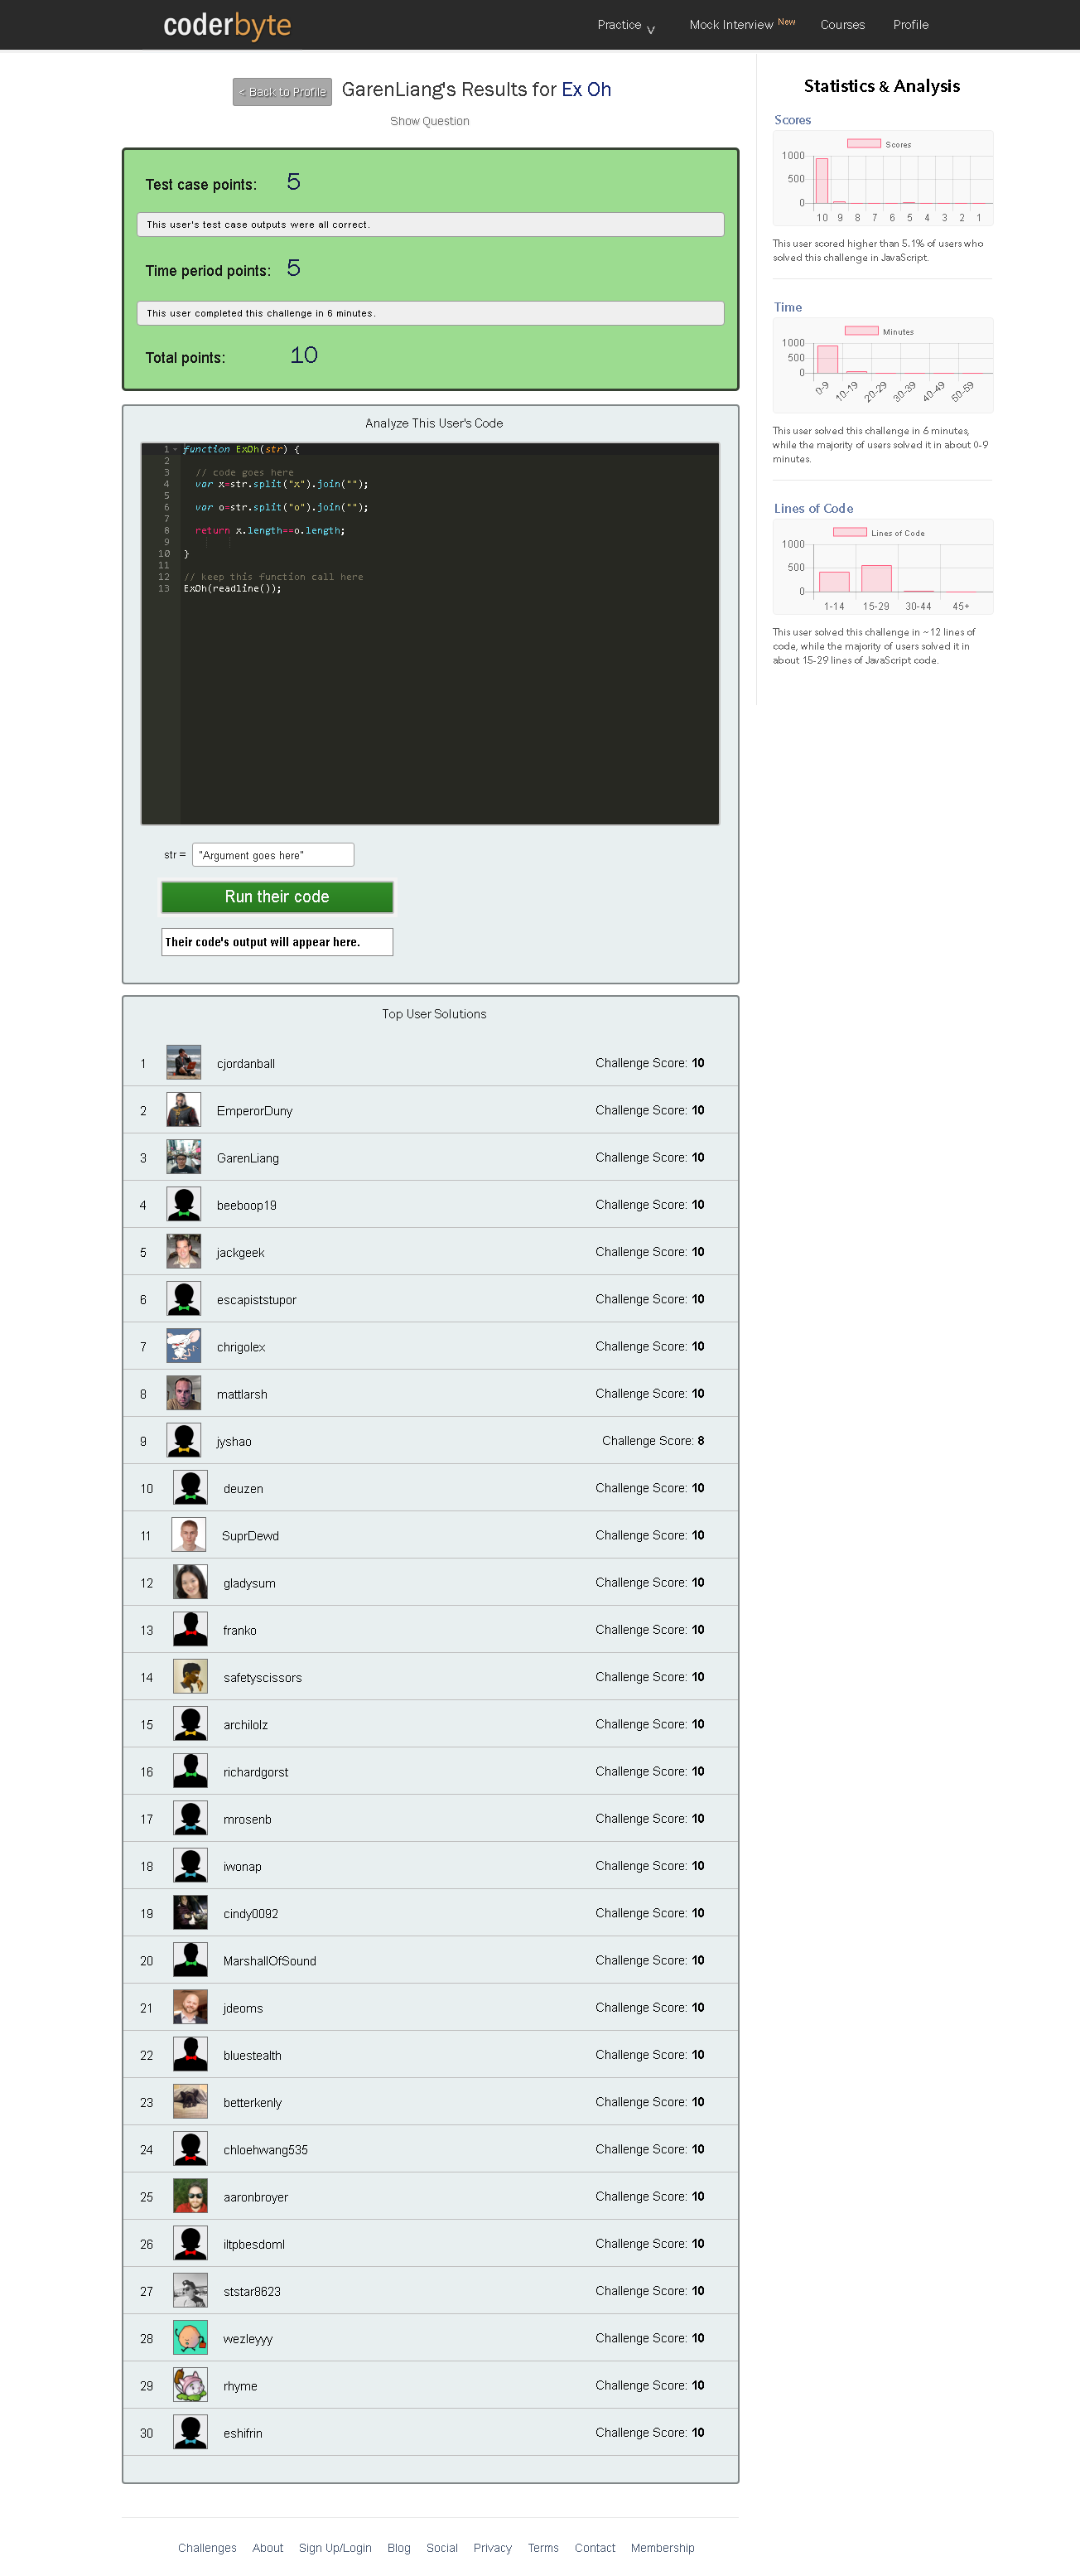 coderbyte
Practice v Mock Interview New Courses Profile
< Back to Profile GarenLiang's Results for Ex Oh
Show Question
Test case points: 5
This user's test case outputs were all correct.
Time period points: 5
This user completed this challenge in 6 minutes.
Total points: 10
Analyze This User's Code
1 function ExOh(str) {
2
3 // code goes here
4 var x=str.split("x").join("");
5
6 var o=str.split("o").join("");
7
8 return x.length==o.length;
9
10 }
11
12 // keep this function call here
13 ExOh(readline());
str = "Argument goes here"
Run their code
Their code's output will appear here.
Top User Solutions
1 cjordanball Challenge Score: 10
2 EmperorDuny Challenge Score: 10
3 GarenLiang Challenge Score: 10
4 beeboop19 Challenge Score: 10
5 jackgeek Challenge Score: 10
6 escapiststupor Challenge Score: 10
7 chrigolex Challenge Score: 10
8 mattlarsh Challenge Score: 10
9 jyshao Challenge Score: 8
10 deuzen Challenge Score: 10
11 SuprDewd Challenge Score: 10
12 gladysum Challenge Score: 10
13 franko Challenge Score: 10
14 safetyscissors Challenge Score: 10
15 archilolz Challenge Score: 10
16 richardgorst Challenge Score: 10
17 mrosenb Challenge Score: 10
18 iwonap Challenge Score: 10
19 cindy0092 Challenge Score: 10
20 MarshallOfSound Challenge Score: 10
21 jdeoms Challenge Score: 10
22 bluestealth Challenge Score: 10
23 betterkenly Challenge Score: 10
24 chloehwang535 Challenge Score: 10
25 aaronbroyer Challenge Score: 10
26 iltpbesdoml Challenge Score: 10
27 ststar8623 Challenge Score: 10
28 wezleyyy Challenge Score: 10
29 rhyme Challenge Score: 10
30 eshifrin Challenge Score: 10
Statistics & Analysis
Scores
Scores
1000
500
0
10 9 8 7 6 5 4 3 2 1
This user scored higher than 5.1% of users who
solved this challenge in JavaScript.
Time
Minutes
1000
500
0
0-9 10-19 20-29 30-39 40-49 50-59
This user solved this challenge in 6 minutes,
while the majority of users solved it in about 0-9
minutes.
Lines of Code
Lines of Code
1000
500
0
1-14 15-29 30-44 45+
This user solved this challenge in ~12 lines of
code, while the majority of users solved it in
about 15-29 lines of JavaScript code.
Challenges About Sign Up/Login Blog Social Privacy Terms Contact Membership